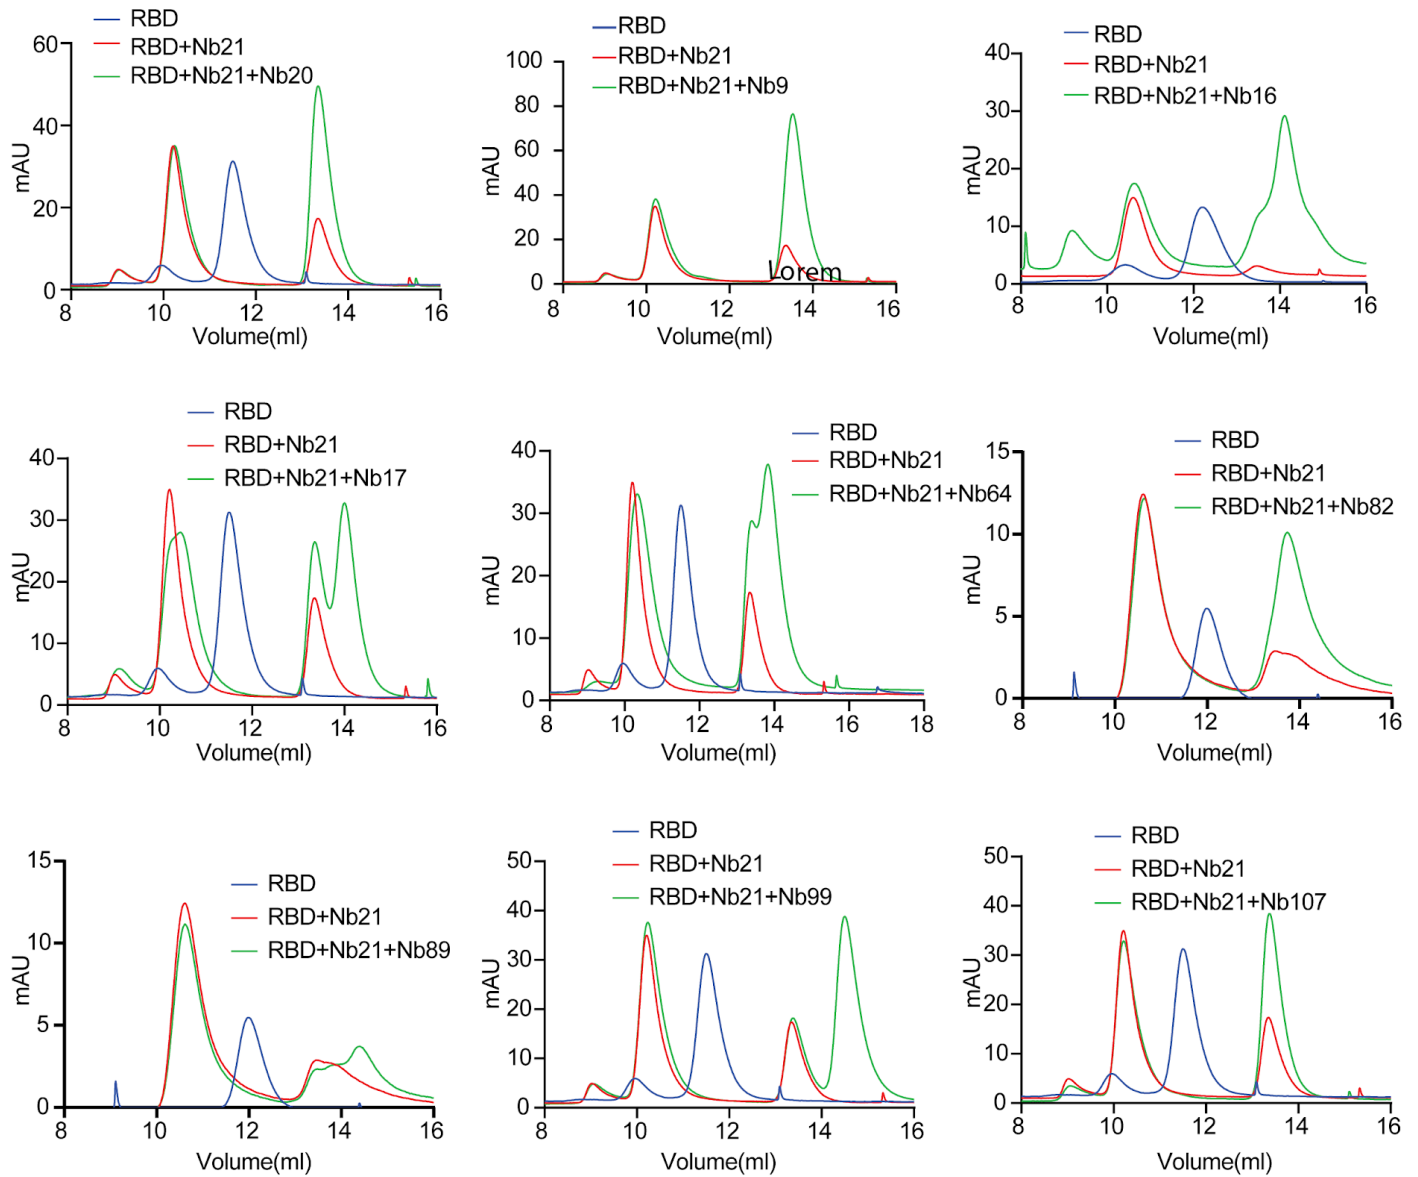 RBD
RBD+Nb21
RBD+Nb21+Nb20
60
40
20
0
mAU
8
10
12
14
16
Volume(ml)
RBD
RBD+Nb21
RBD+Nb21+Nb9
100
80
60
40
20
0
mAU
Lorem
8
10
12
14
16
Volume(ml)
RBD
RBD+Nb21
RBD+Nb21+Nb16
40
30
20
10
0
mAU
8
10
12
14
16
Volume(ml)
RBD
RBD+Nb21
RBD+Nb21+Nb17
40
30
20
10
0
mAU
8
10
12
14
16
Volume(ml)
RBD
RBD+Nb21
RBD+Nb21+Nb64
40
30
20
10
0
mAU
8
10
12
14
16
18
Volume(ml)
RBD
RBD+Nb21
RBD+Nb21+Nb82
15
10
5
0
mAU
8
10
12
14
16
Volume(ml)
RBD
RBD+Nb21
RBD+Nb21+Nb89
15
10
5
0
mAU
8
10
12
14
16
Volume(ml)
RBD
RBD+Nb21
RBD+Nb21+Nb99
50
40
30
20
10
0
mAU
8
10
12
14
16
Volume(ml)
RBD
RBD+Nb21
RBD+Nb21+Nb107
50
40
30
20
10
0
mAU
8
10
12
14
16
Volume(ml)